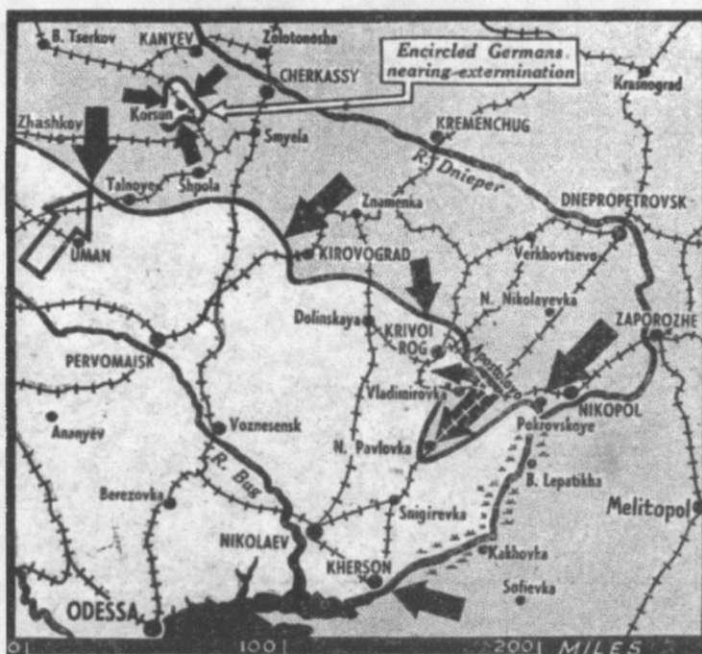 B. Tserkov
KANYEV
Zolotonosha
Encircled Germans
nearing extermination
CHERKASSY
Krasnograd
Korsun
Zhashkov
Smyela
KREMENCHUG
R. Dnieper
Talnoye
Shpola
Znamenka
DNEPROPETROVSK
UMAN
KIROVOGRAD
Verkhovtsevo
N. Nikolayevka
Dolinskaya
KRIVOI
ROG
ZAPOROZHE
PERVOMAISK
Apostolovo
Vladimirovka
NIKOPOL
Pokrovskoye
Ananyev
Voznesensk
N. Pavlovka
R. Bug
B. Lepatikha
Berezovka
Snigirevka
Melitopol
NIKOLAEV
KHERSON
Kakhovka
Sofievka
ODESSA
0 100 200 MILES